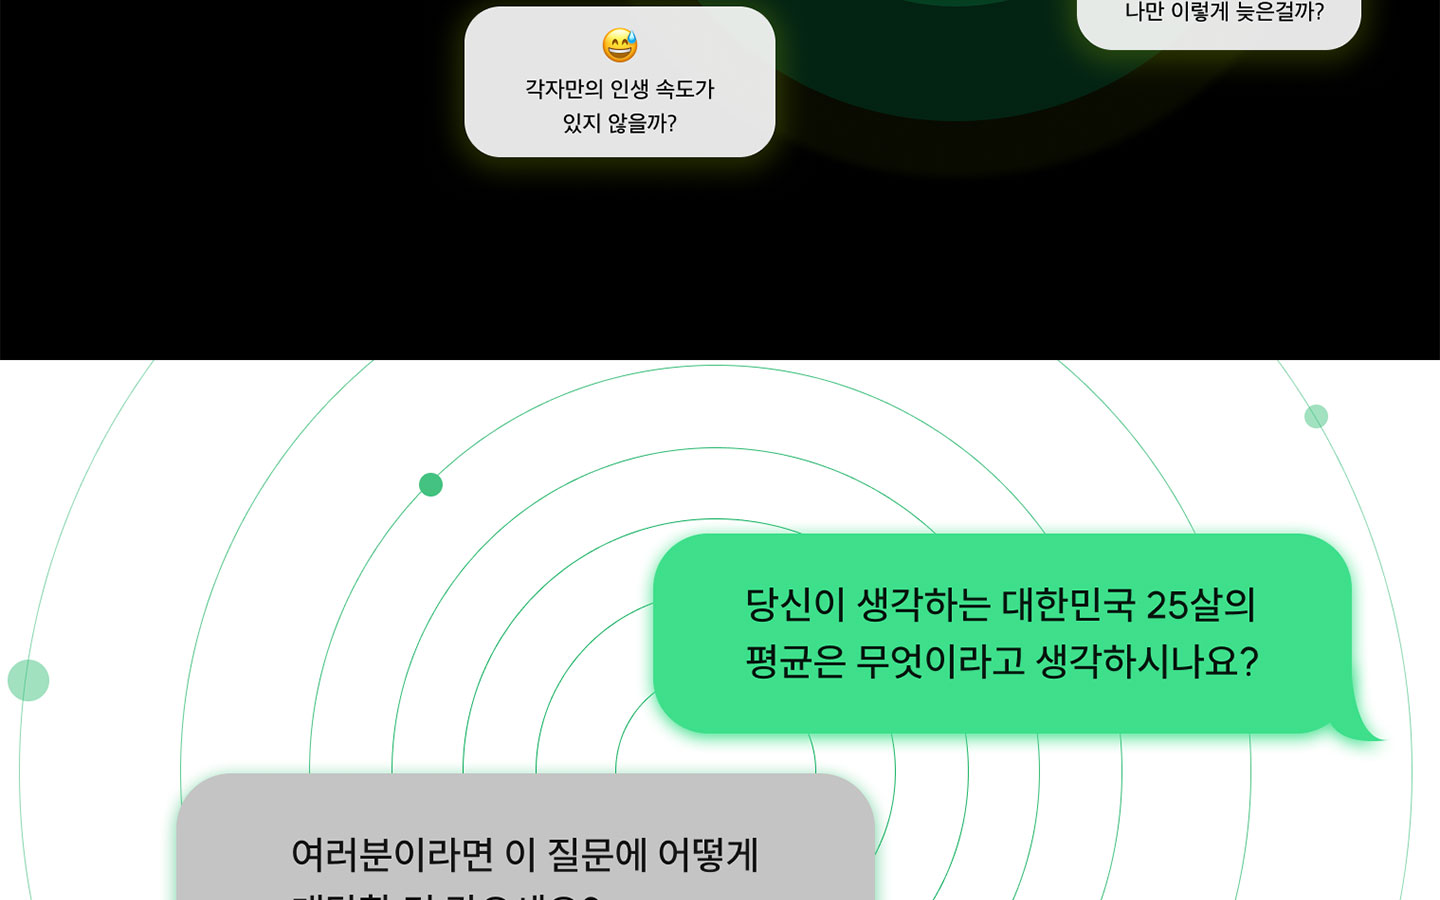 나만 이렇게 늦은걸까?
각자만의 인생 속도가
있지 않을까?
당신이 생각하는 대한민국 25살의
평균은 무엇이라고 생각하시나요?
여러분이라면 이 질문에 어떻게